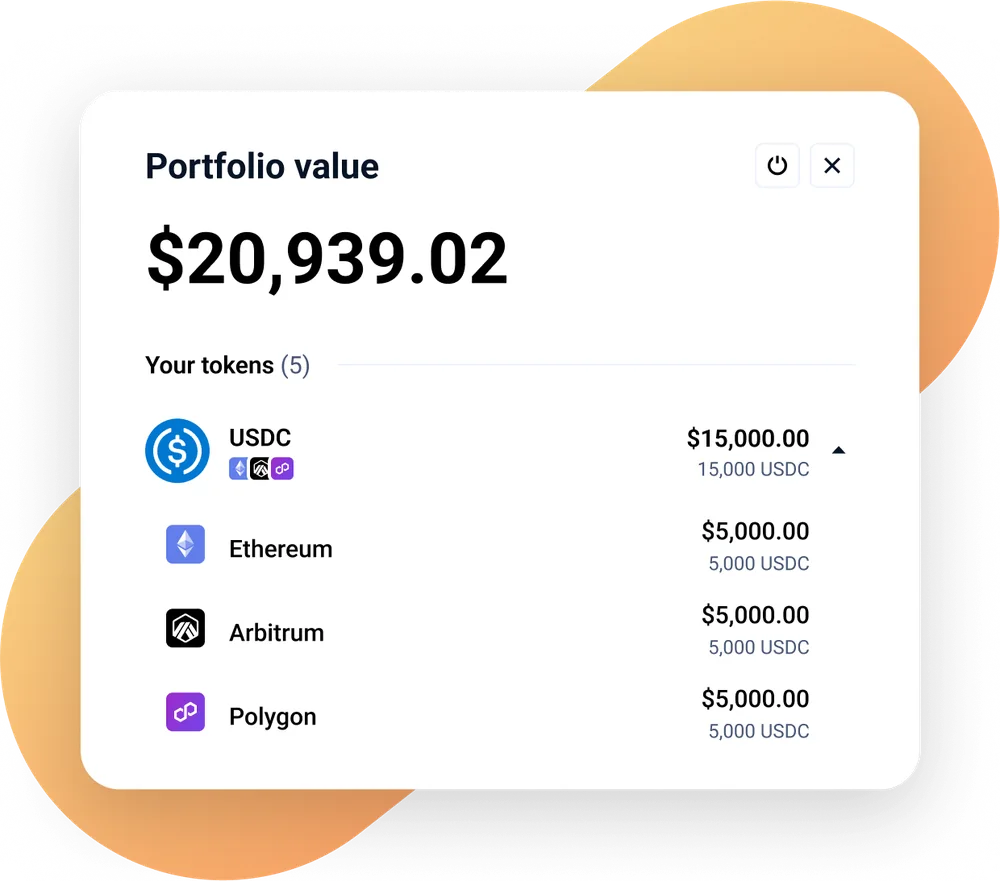 Portfolio value
$20,939.02
Your tokens (5)
USDC
$15,000.00
15,000 USDC
Ethereum
$5,000.00
5,000 USDC
Arbitrum
$5,000.00
5,000 USDC
Polygon
$5,000.00
5,000 USDC